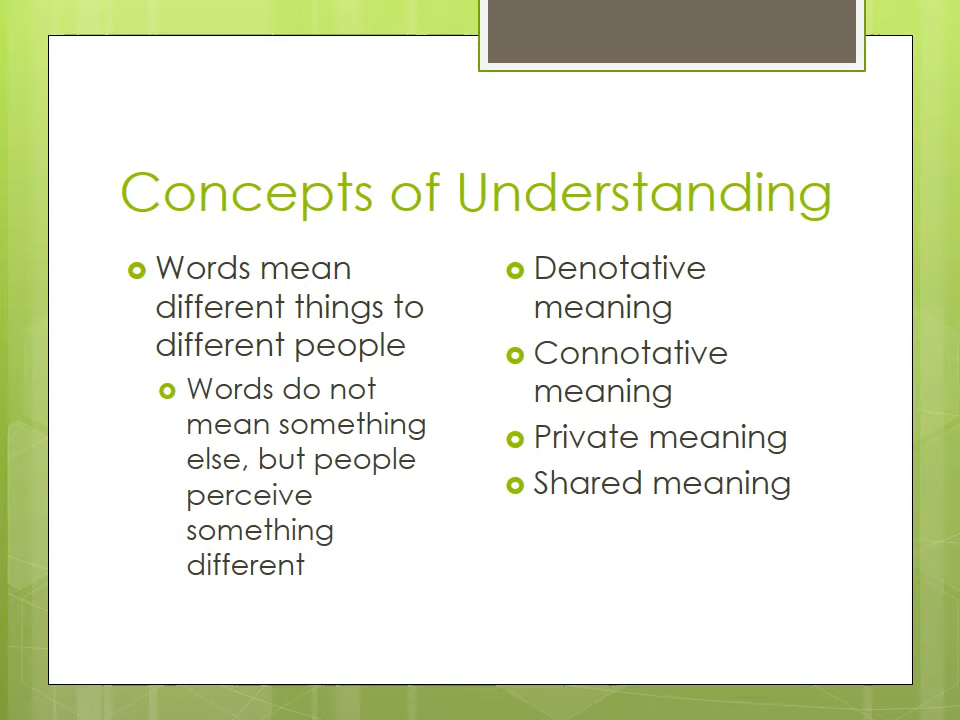 Concepts of Understanding
Words mean
different things to
different people
Words do not
mean something
else, but people
perceive
something
different
Denotative
meaning
Connotative
meaning
Private meaning
Shared meaning